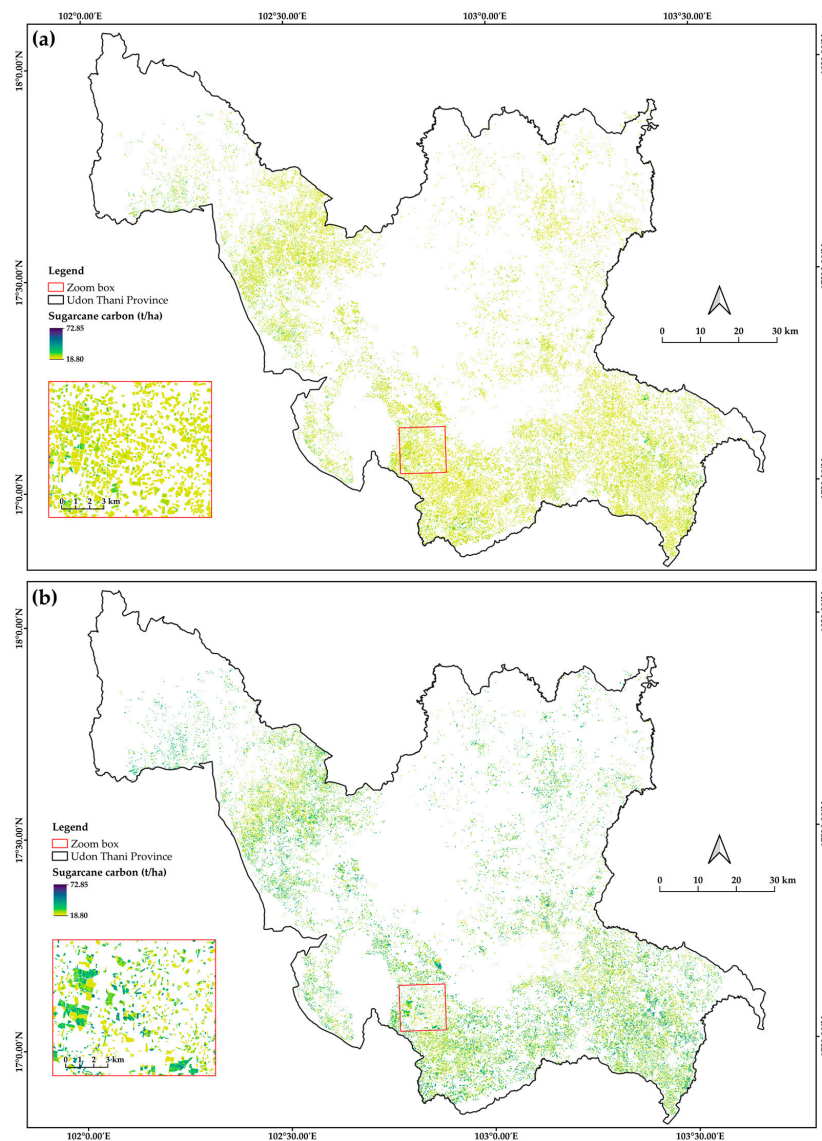 102°0.00'E 102°30.00'E 103°0.00'E 103°30.00'E
(a)
18°0.00'N
17°30.00'N
Legend
Zoom box
Udon Thani Province
Sugarcane carbon (t/ha)
72.85
18.80
0 10 20 30 km
0 1 2 3 km
17°0.00'N
(b)
18°0.00'N
17°30.00'N
Legend
Zoom box
Udon Thani Province
Sugarcane carbon (t/ha)
72.85
18.80
0 10 20 30 km
0 1 2 3 km
17°0.00'N
102°0.00'E 102°30.00'E 103°0.00'E 103°30.00'E